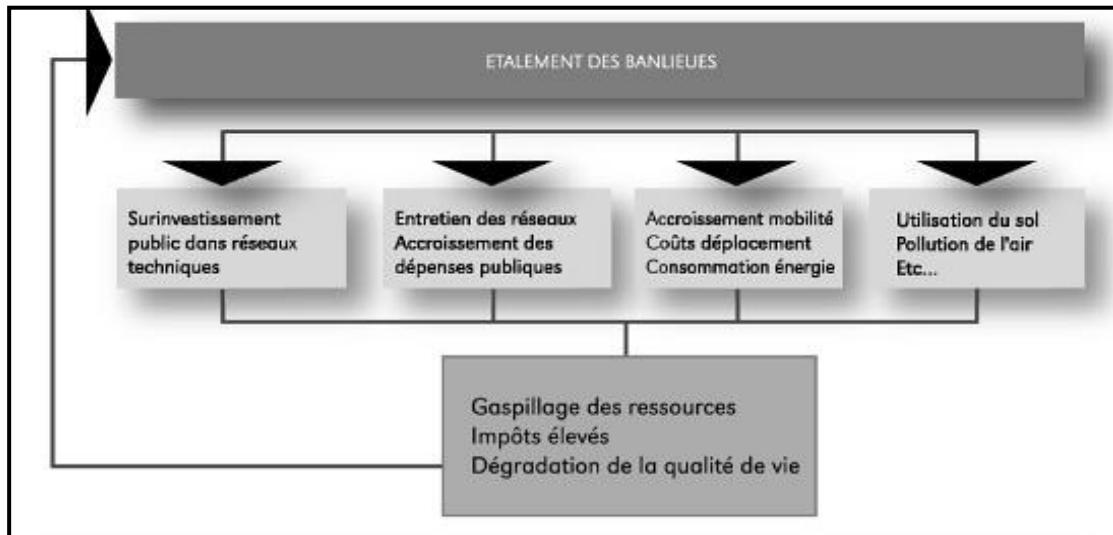 ETALEMENT DES BANLIEUES
Surinvestissement
public dans réseaux
techniques
Entretien des réseaux
Accroissement des
dépenses publiques
Accroissement mobilité
Coûts déplacement
Consommation énergie
Utilisation du sol
Pollution de l'air
Etc...
Gaspillage des ressources
Impôts élevés
Dégradation de la qualité de vie